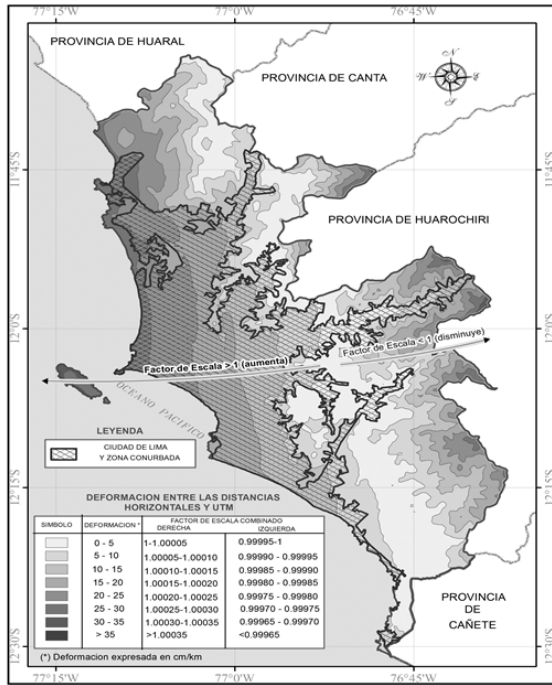 77°15'W
77°0'W
76°45'W
PROVINCIA DE HUARAL
PROVINCIA DE CANTA
N
W
E
S
11°45'S
11°45'S
PROVINCIA DE HUAROCHIRI
12°0'S
12°0'S
Factor de Escala > 1 (aumenta)
Factor de Escala < 1 (disminuye)
OCEANO PACIFICO
LEYENDA
CIUDAD DE LIMA
Y ZONA CONURBADA
12°15'S
12°15'S
DEFORMACION ENTRE LAS DISTANCIAS
HORIZONTALES Y UTM
SIMBOLO DEFORMACION * FACTOR DE ESCALA COMBINADO
DERECHA IZQUIERDA
0 - 5 1-1.00005 0.99995-1
5 - 10 1.00005-1.00010 0.99990 - 0.99995
10 - 15 1.00010-1.00015 0.99985 - 0.99990
15 - 20 1.00015-1.00020 0.99980 - 0.99985
20 - 25 1.00020-1.00025 0.99975 - 0.99980
25 - 30 1.00025-1.00030 0.99970 - 0.99975
30 - 35 1.00030-1.00035 0.99965 - 0.99970
> 35 >1.00035 <0.99965
(*) Deformacion expresada en cm/km
PROVINCIA
DE
CAÑETE
12°30'S
12°30'S
77°15'W
77°0'W
76°45'W